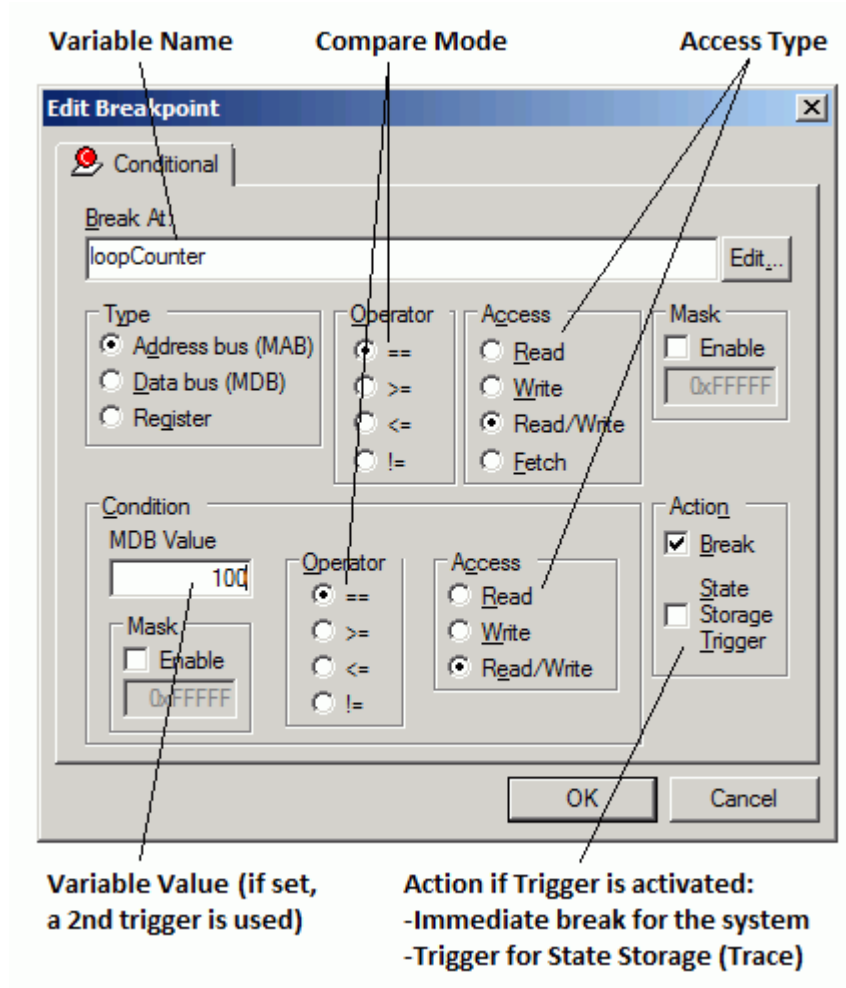 Variable Name Compare Mode Access Type
Edit Breakpoint
Conditional
Break At:
loopCounter Edit...
Type Operator Access Mask
Address bus (MAB) == Read Enable
Data bus (MDB) >= Write 0xFFFFF
Register <= Read/Write
!= Fetch
Condition Action
MDB Value Break
100 Operator Access State
== Read Storage
Mask >= Write Trigger
Enable <= Read/Write
0xFFFFF !=
OK Cancel
Variable Value (if set, Action if Trigger is activated:
a 2nd trigger is used) -Immediate break for the system
-Trigger for State Storage (Trace)